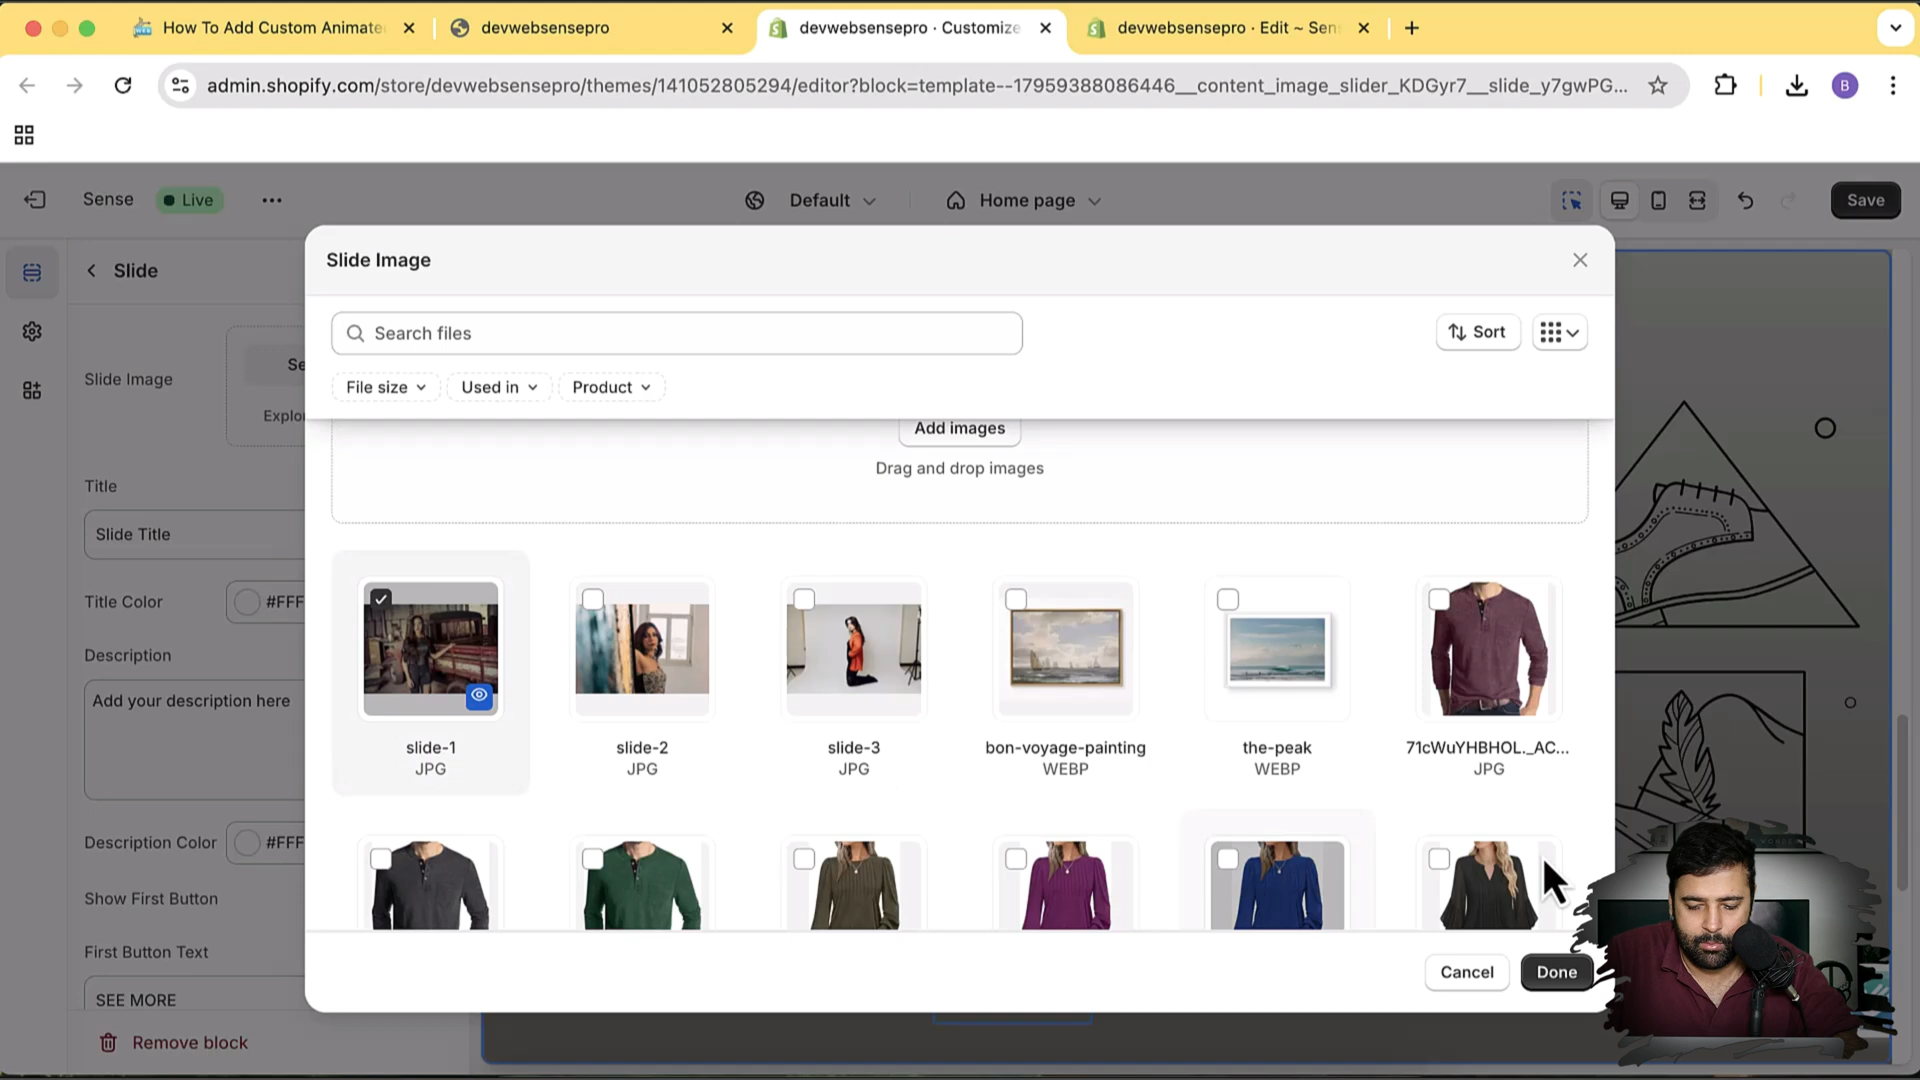 How To Add Custom Animate
devwebsensepro
devwebsensepro · Customize
devwebsensepro · Edit ~ Sen
admin.shopify.com/store/devwebsensepro/themes/141052805294/editor?block=template--17959388086446__content_image_slider_KDGyr7__slide_y7gwPG...
B
Sense
Live
Default
Home page
Save
Slide
Slide Image
Search files
Sort
File size
Used in
Product
Slide Image
Se
Explor
Add images
Drag and drop images
Title
Slide Title
Title Color
#FFF
Description
Add your description here
slide-1
JPG
slide-2
JPG
slide-3
JPG
bon-voyage-painting
WEBP
the-peak
WEBP
71cWuYHBHOL._AC...
JPG
Description Color
#FFF
Show First Button
First Button Text
SEE MORE
Cancel
Done
Remove block